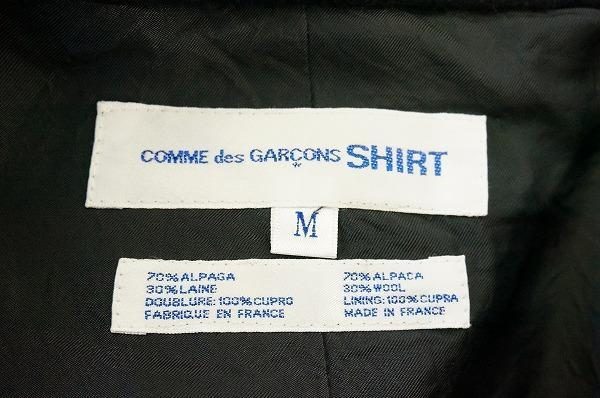 COMME des GARÇONS SHIRT
M
70% ALPAGA
30% LAINE
DOUBLURE: 100% CUPRO
FABRIQUE EN FRANCE
70% ALPACA
30% WOOL
LINING: 100% CUPRA
MADE IN FRANCE